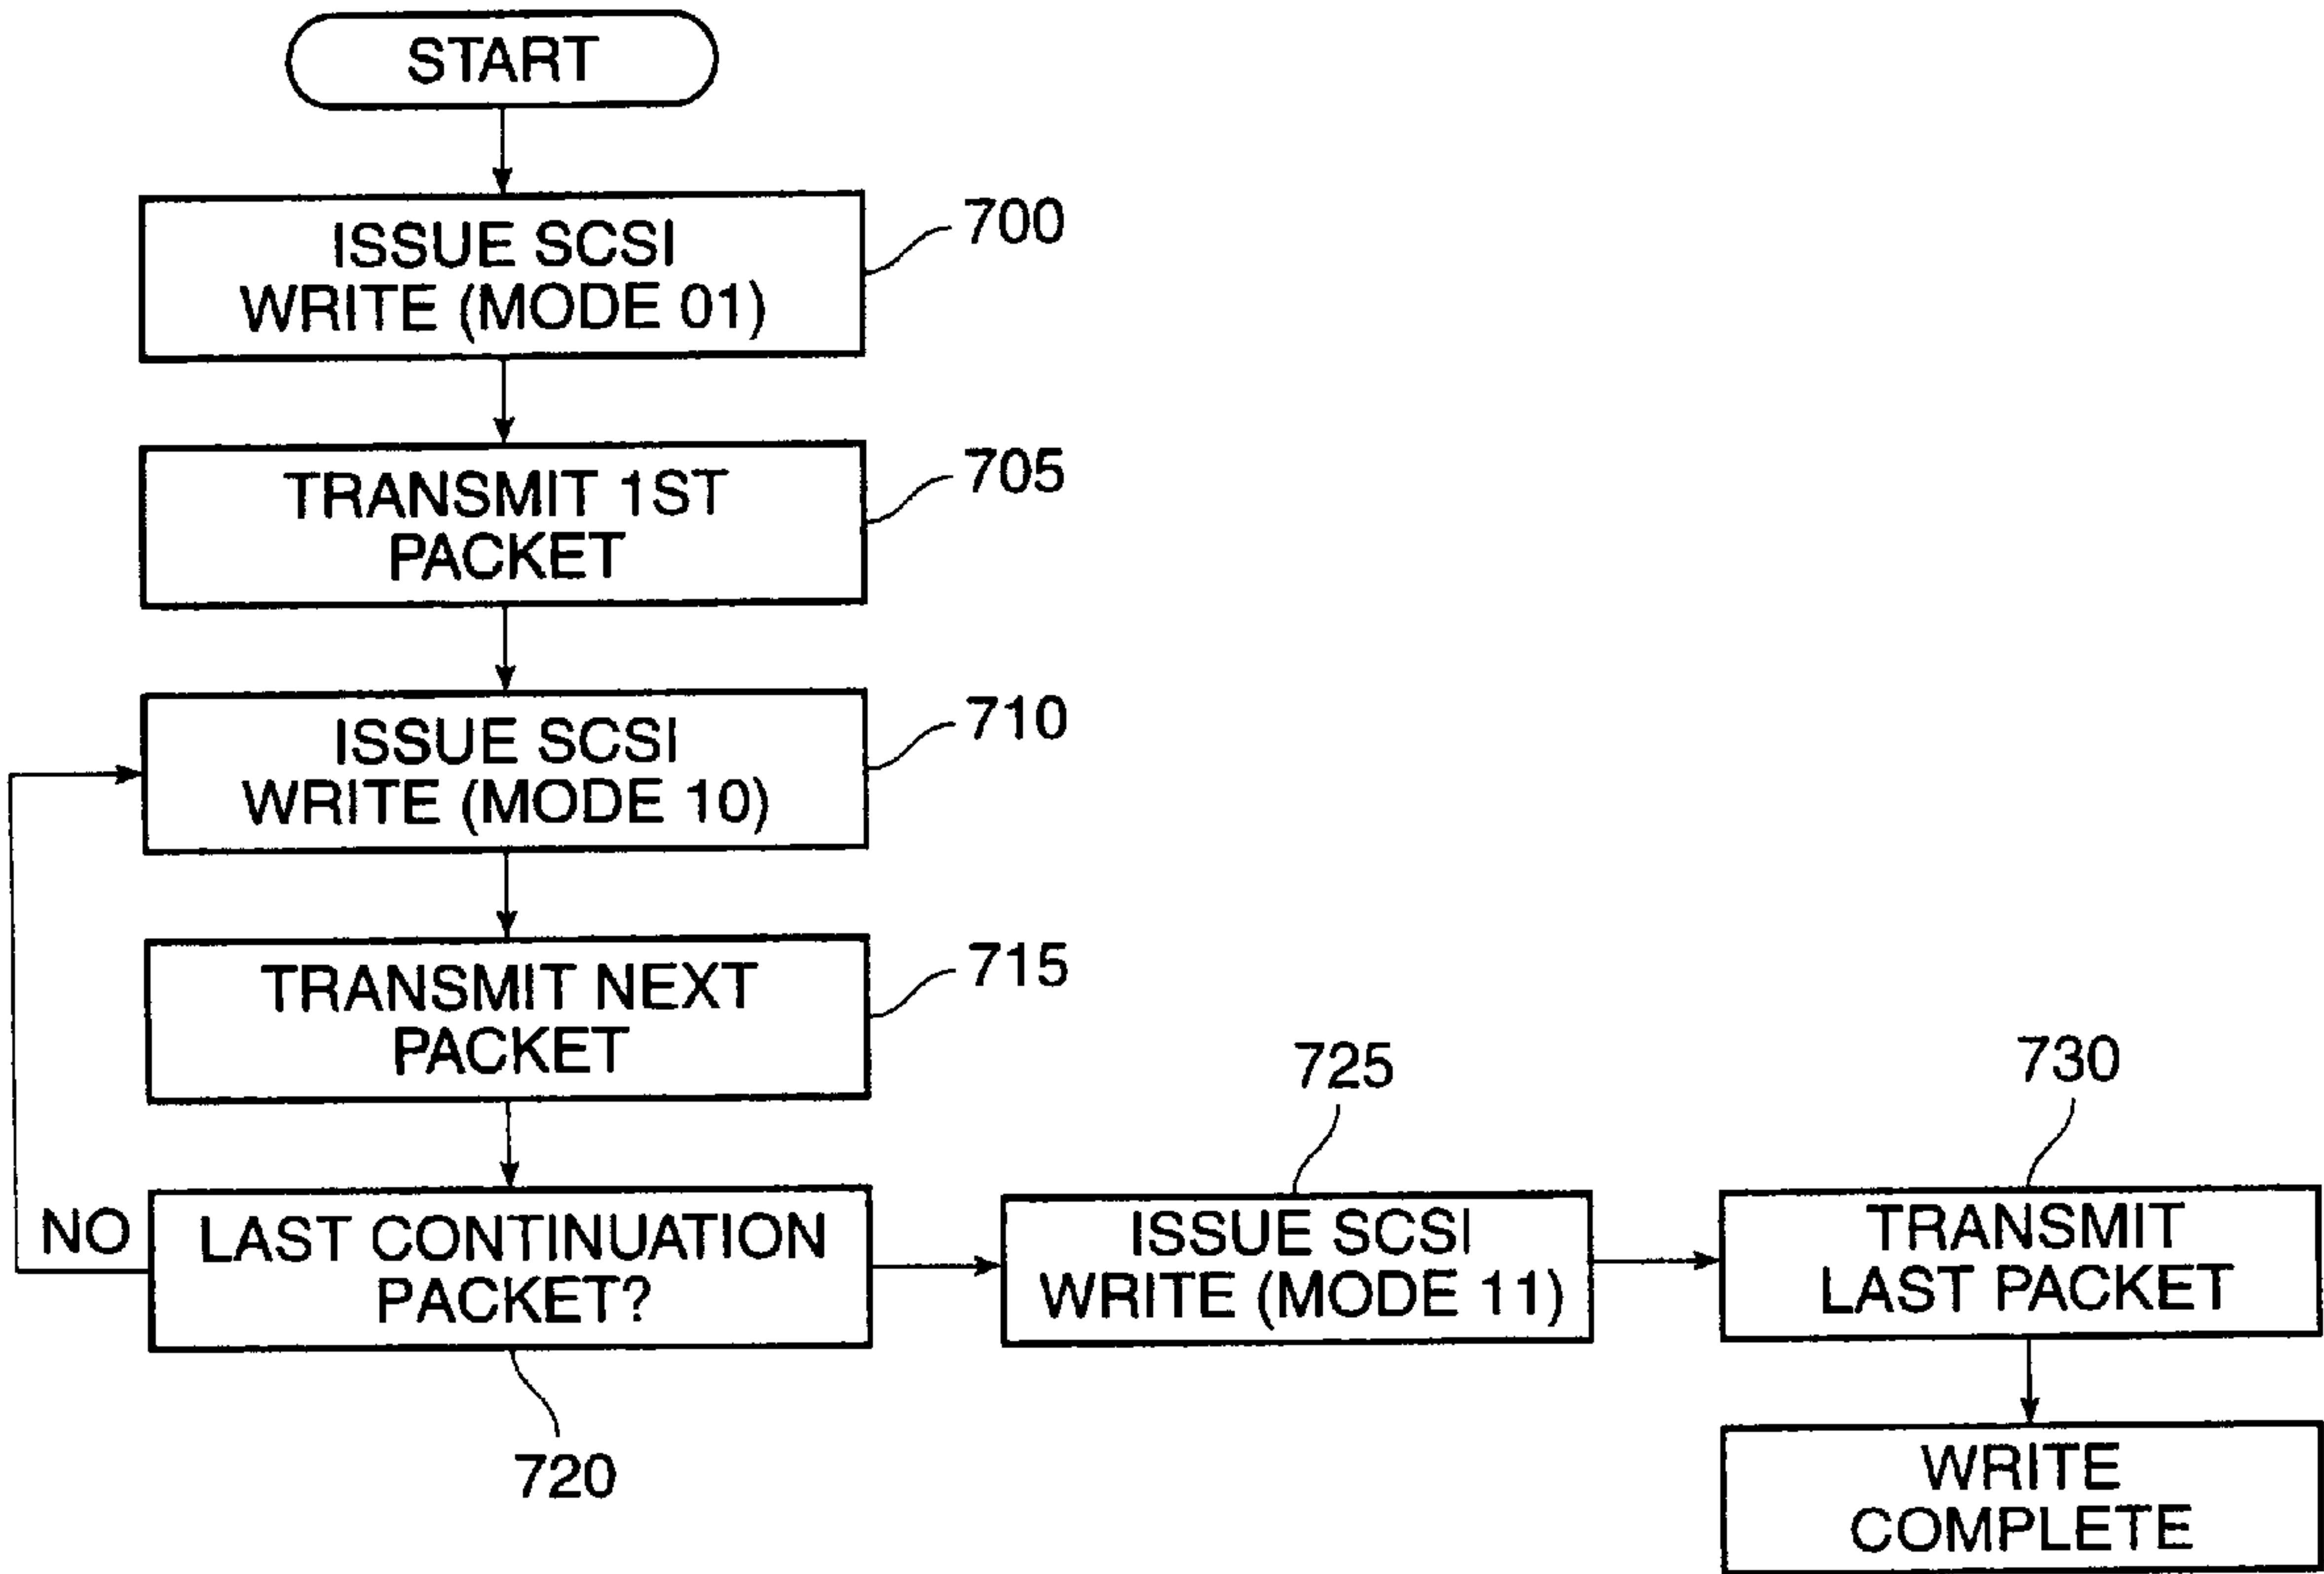 START
ISSUE SCSI
WRITE (MODE 01)
700
TRANSMIT 1ST
PACKET
705
ISSUE SCSI
WRITE (MODE 10)
710
TRANSMIT NEXT
PACKET
715
NO
LAST CONTINUATION
PACKET?
720
ISSUE SCSI
WRITE (MODE 11)
725
TRANSMIT
LAST PACKET
730
WRITE
COMPLETE